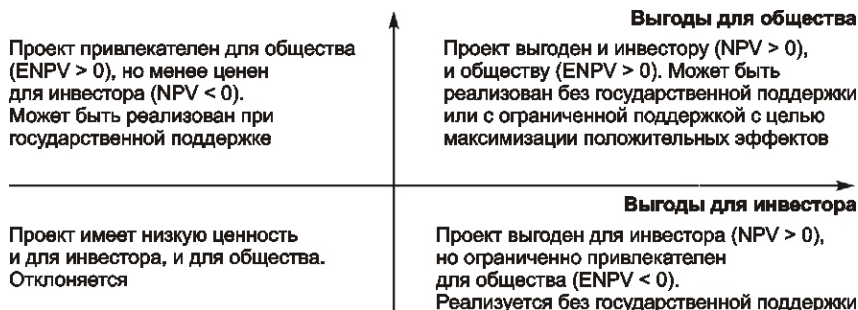 Выгоды для общества
Проект привлекателен для общества
(ENPV > 0), но менее ценен
для инвестора (NPV < 0).
Может быть реализован при
государственной поддержке
Проект выгоден и инвестору (NPV > 0),
и обществу (ENPV > 0). Может быть
реализован без государственной поддержки
или с ограниченной поддержкой с целью
максимизации положительных эффектов
Выгоды для инвестора
Проект имеет низкую ценность
и для инвестора, и для общества.
Отклоняется
Проект выгоден для инвестора (NPV > 0),
но ограниченно привлекателен
для общества (ENPV < 0).
Реализуется без государственной поддержки